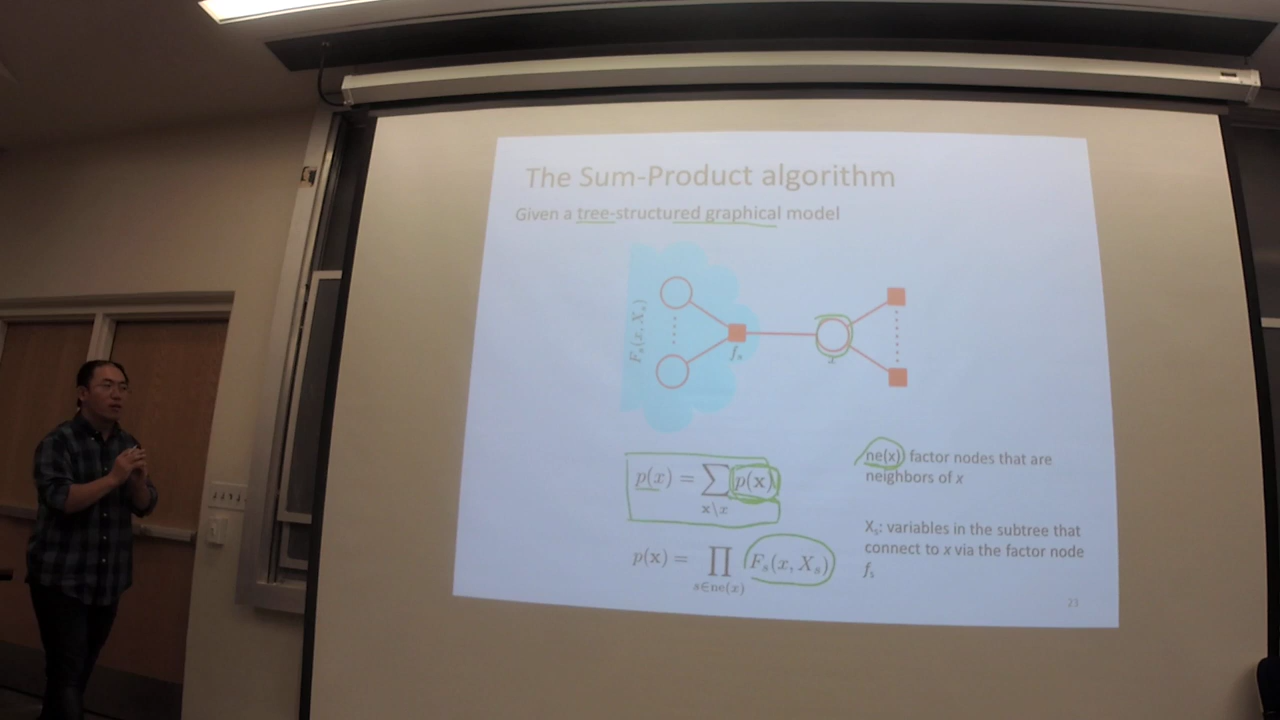 The Sum-Product algorithm
Given a tree-structured graphical model
F_s(x, X_s)
f_s
x
p(x) = ∑_{𝐱\x} p(𝐱)
p(𝐱) = ∏_{s∈ne(x)} F_s(x, X_s)
ne(x) factor nodes that are
neighbors of x
X_s: variables in the subtree that
connect to x via the factor node
f_s
23